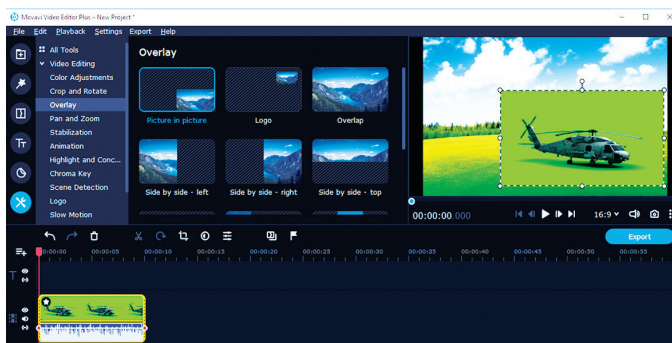 Movavi Video Editor Plus – New Project *
File Edit Playback Settings Export Help
All Tools
Video Editing
Color Adjustments
Crop and Rotate
Overlay
Pan and Zoom
Stabilization
Animation
Highlight and Conc...
Chroma Key
Scene Detection
Logo
Slow Motion
Overlay
Picture in picture
Logo
Overlap
Side by side - left
Side by side - right
Side by side - top
00:00:00.000
16:9
Export
00:00:00 00:00:05 00:00:10 00:00:15 00:00:20 00:00:25 00:00:30 00:00:35 00:00:40 00:00:45 00:00:50 00:00:55